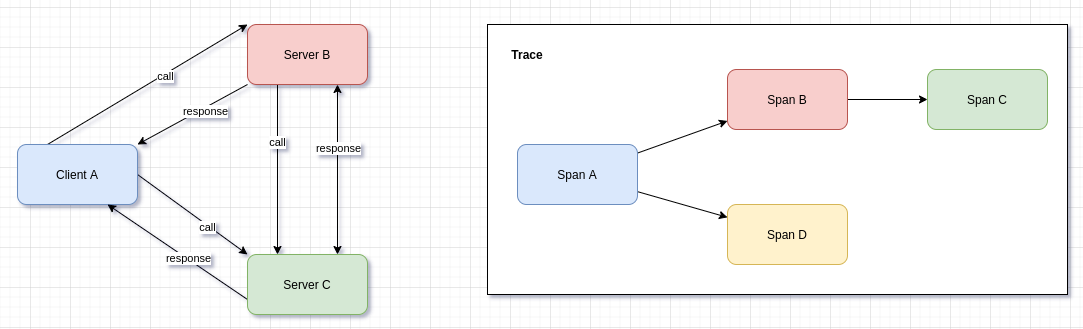 Server B
call
response
call
response
Client A
call
response
Server C
Trace
Span B
Span C
Span A
Span D